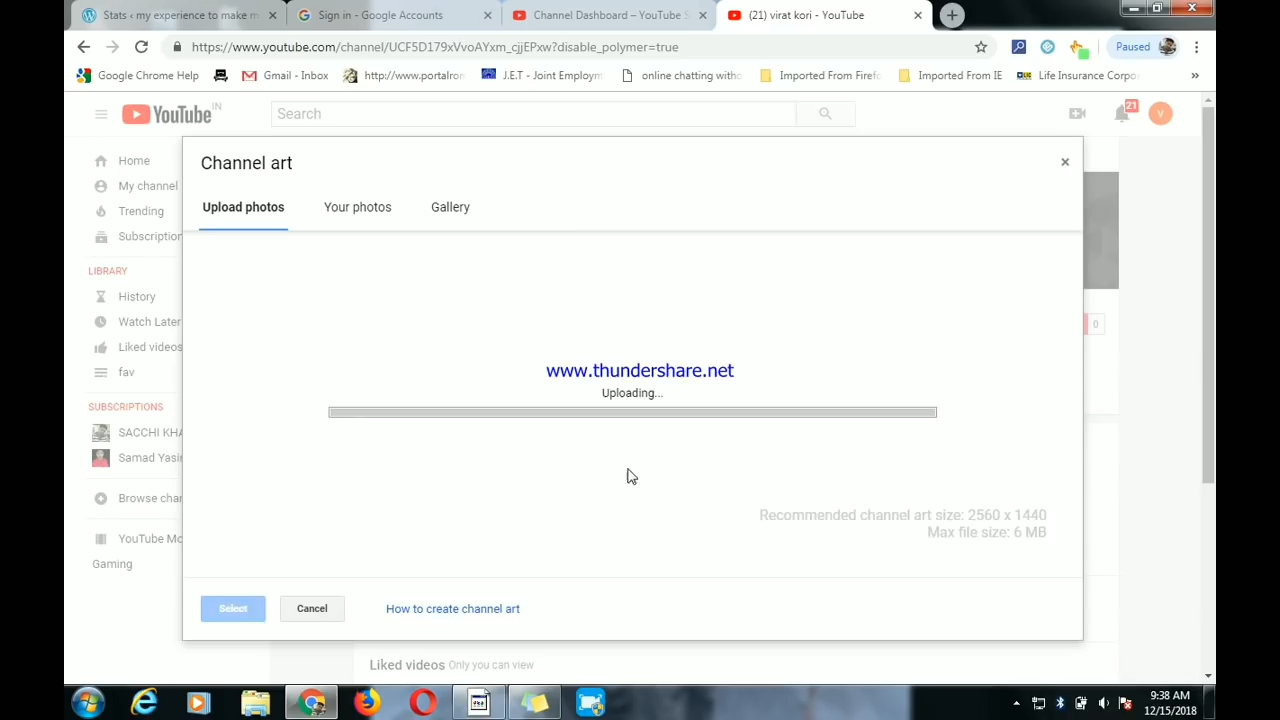 Stats ‹ my experience to make m
Sign in - Google Accounts
Channel Dashboard – YouTube S
(21) virat kori - YouTube
https://www.youtube.com/channel/UCF5D179xVvoAYxm_cjjEPxw?disable_polymer=true
Paused
Google Chrome Help
Gmail - Inbox
http://www.portalron
J.E.T - Joint Employm
online chatting witho
Imported From Firefo
Imported From IE
Life Insurance Corpor
»
YouTube IN
Search
21
V
Channel art
Upload photos
Your photos
Gallery
Home
My channel
Trending
Subscription
LIBRARY
History
Watch Later
Liked videos
fav
SUBSCRIPTIONS
SACCHI KHA
Samad Yasin
Browse chan
YouTube Mo
Gaming
0
www.thundershare.net
Uploading...
Recommended channel art size: 2560 x 1440
Max file size: 6 MB
Select
Cancel
How to create channel art
Liked videos Only you can view
9:38 AM
12/15/2018